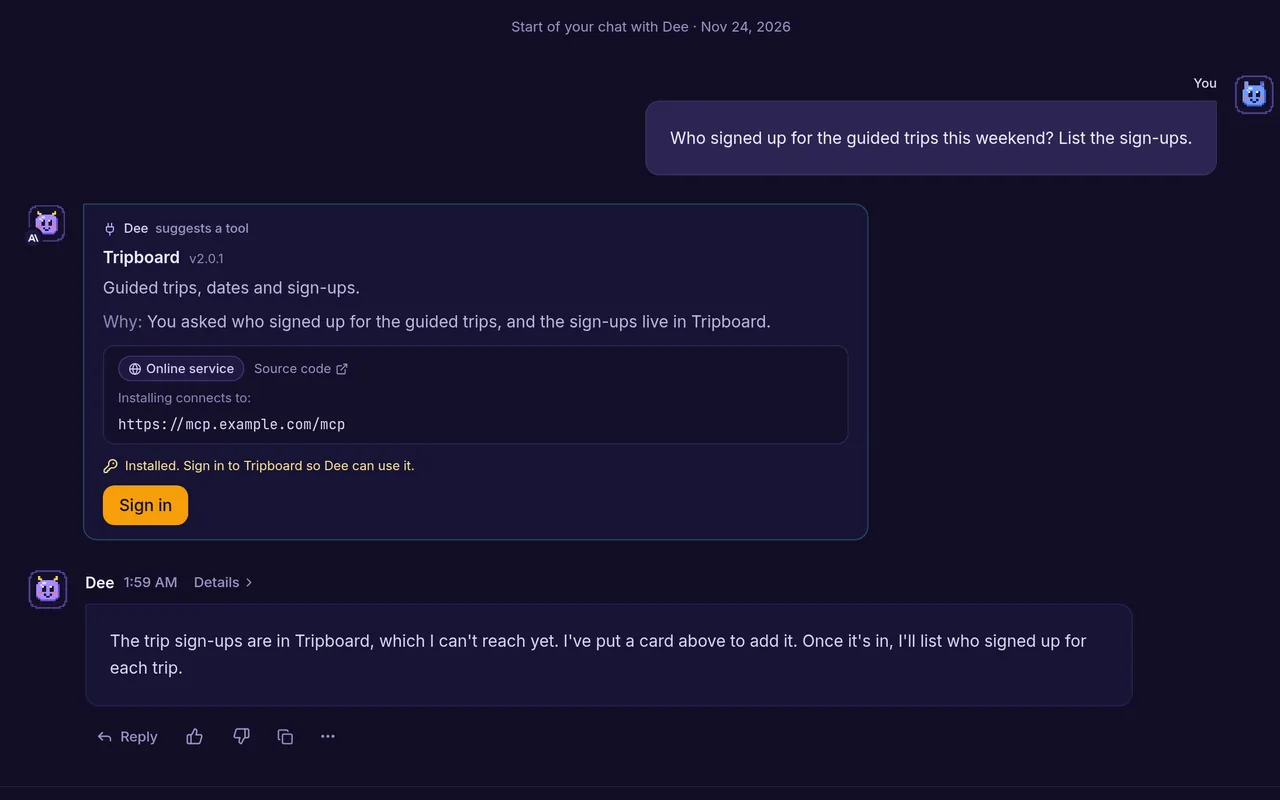 Start of your chat with Dee · Nov 24, 2026
You
Who signed up for the guided trips this weekend? List the sign-ups.
A\
Dee suggests a tool
Tripboard v2.0.1
Guided trips, dates and sign-ups.
Why: You asked who signed up for the guided trips, and the sign-ups live in Tripboard.
Online service Source code
Installing connects to:
https://mcp.example.com/mcp
Installed. Sign in to Tripboard so Dee can use it.
Sign in
Dee 1:59 AM Details
The trip sign-ups are in Tripboard, which I can't reach yet. I've put a card above to add it. Once it's in, I'll list who signed up for
each trip.
Reply